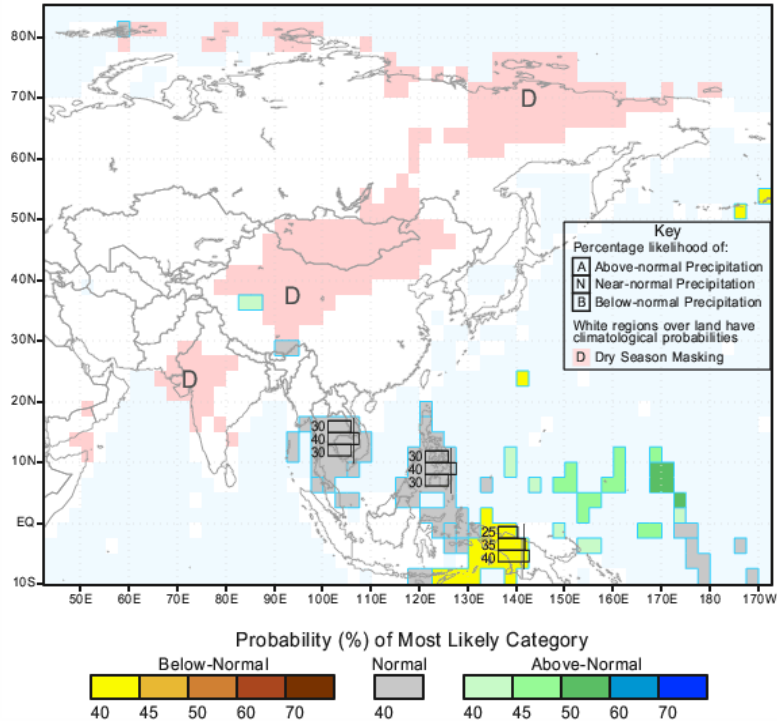 80N
70N
D
60N
50N
Key
Percentage likelihood of:
A Above-normal Precipitation
N Near-normal Precipitation
B Below-normal Precipitation
White regions over land have
climatological probabilities
D Dry Season Masking
40N
D
30N
D
20N
30
40
30
30
40
30
10N
EQ
25
35
40
10S
50E 60E 70E 80E 90E 100E 110E 120E 130E 140E 150E 160E 170E 180 170W
Probability (%) of Most Likely Category
Below-Normal Normal Above-Normal
40 45 50 60 70 40 40 45 50 60 70